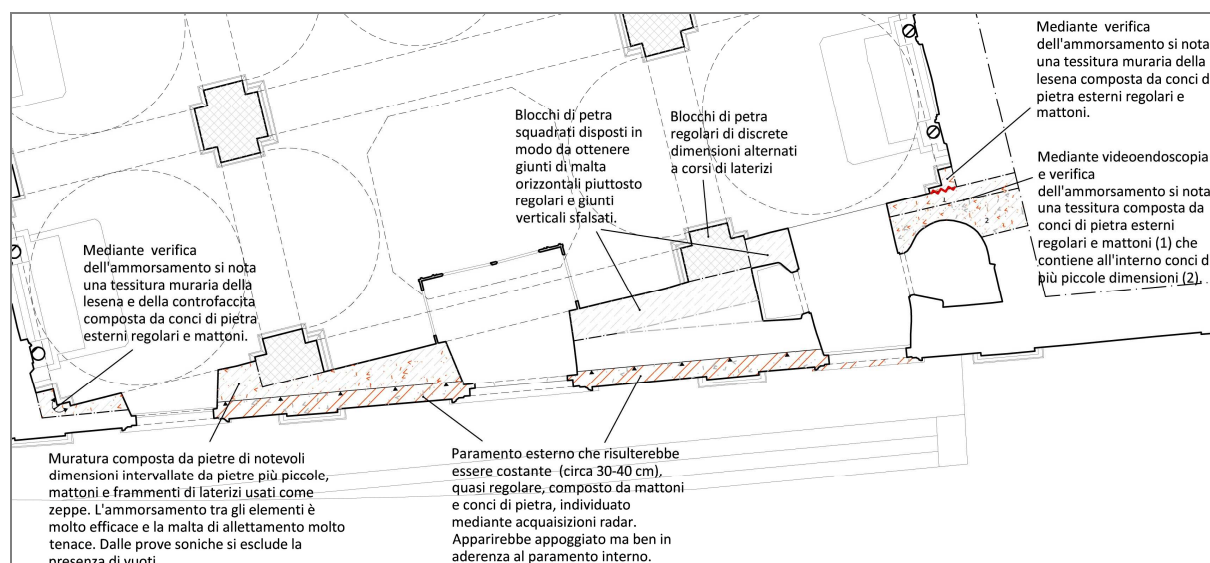 Mediante verifica
dell'ammorsamento si nota
una tessitura muraria della
lesena composta da conci d
pietra esterni regolari e
mattoni.
Blocchi di petra
squadrati disposti in
modo da ottenere
giunti di malta
orizzontali piuttosto
regolari e giunti
verticali sfalsati.
Blocchi di petra
regolari di discrete
dimensioni alternati
a corsi di laterizi
Mediante videoendoscopia
e verifica
dell'ammorsamento si nota
una tessitura composta da
conci di pietra esterni
regolari e mattoni (1) che
contiene all'interno conci d
più piccole dimensioni (2).
1
2
Mediante verifica
dell'ammorsamento si nota
una tessitura muraria della
lesena e della controfaccita
composta da conci di pietra
esterni regolari e mattoni.
Muratura composta da pietre di notevoli
dimensioni intervallate da pietre più piccole,
mattoni e frammenti di laterizi usati come
zeppe. L'ammorsamento tra gli elementi è
molto efficace e la malta di allettamento molto
tenace. Dalle prove soniche si esclude la
presenza di vuoti.
Paramento esterno che risulterebbe
essere costante (circa 30-40 cm),
quasi regolare, composto da mattoni
e conci di pietra, individuato
mediante acquaisizioni radar.
Apparirebbe appoggiato ma ben in
aderenza al paramento interno.